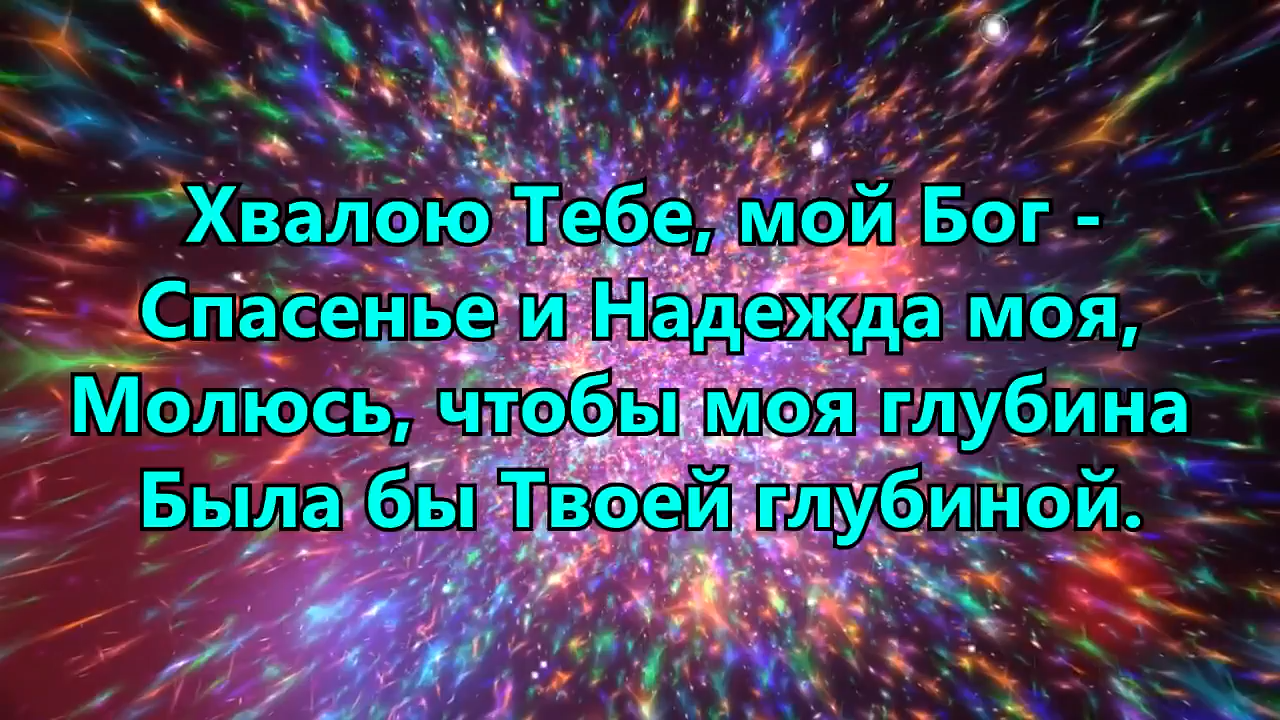 Хвалою Тебе, мой Бог -
Спасенье и Надежда моя,
Молюсь, чтобы моя глубина
Была бы Твоей глубиной.